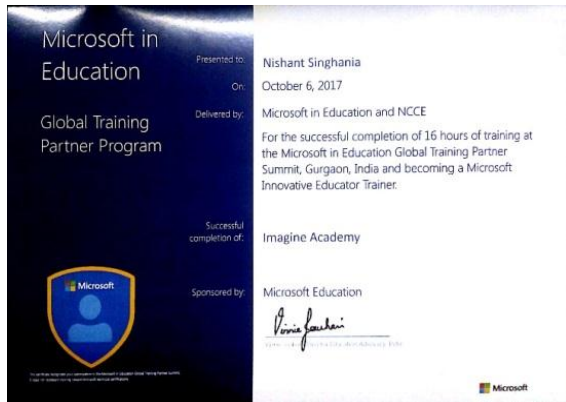 Microsoft in
Education
Global Training
Partner Program
Presented to: Nishant Singhania
On: October 6, 2017
Delivered by: Microsoft in Education and NCCE
For the successful completion of 16 hours of training at
the Microsoft in Education Global Training Partner
Summit, Gurgaon, India and becoming a Microsoft
Innovative Educator Trainer.
Successful
completion of: Imagine Academy
Sponsored by: Microsoft Education
Microsoft
Microsoft